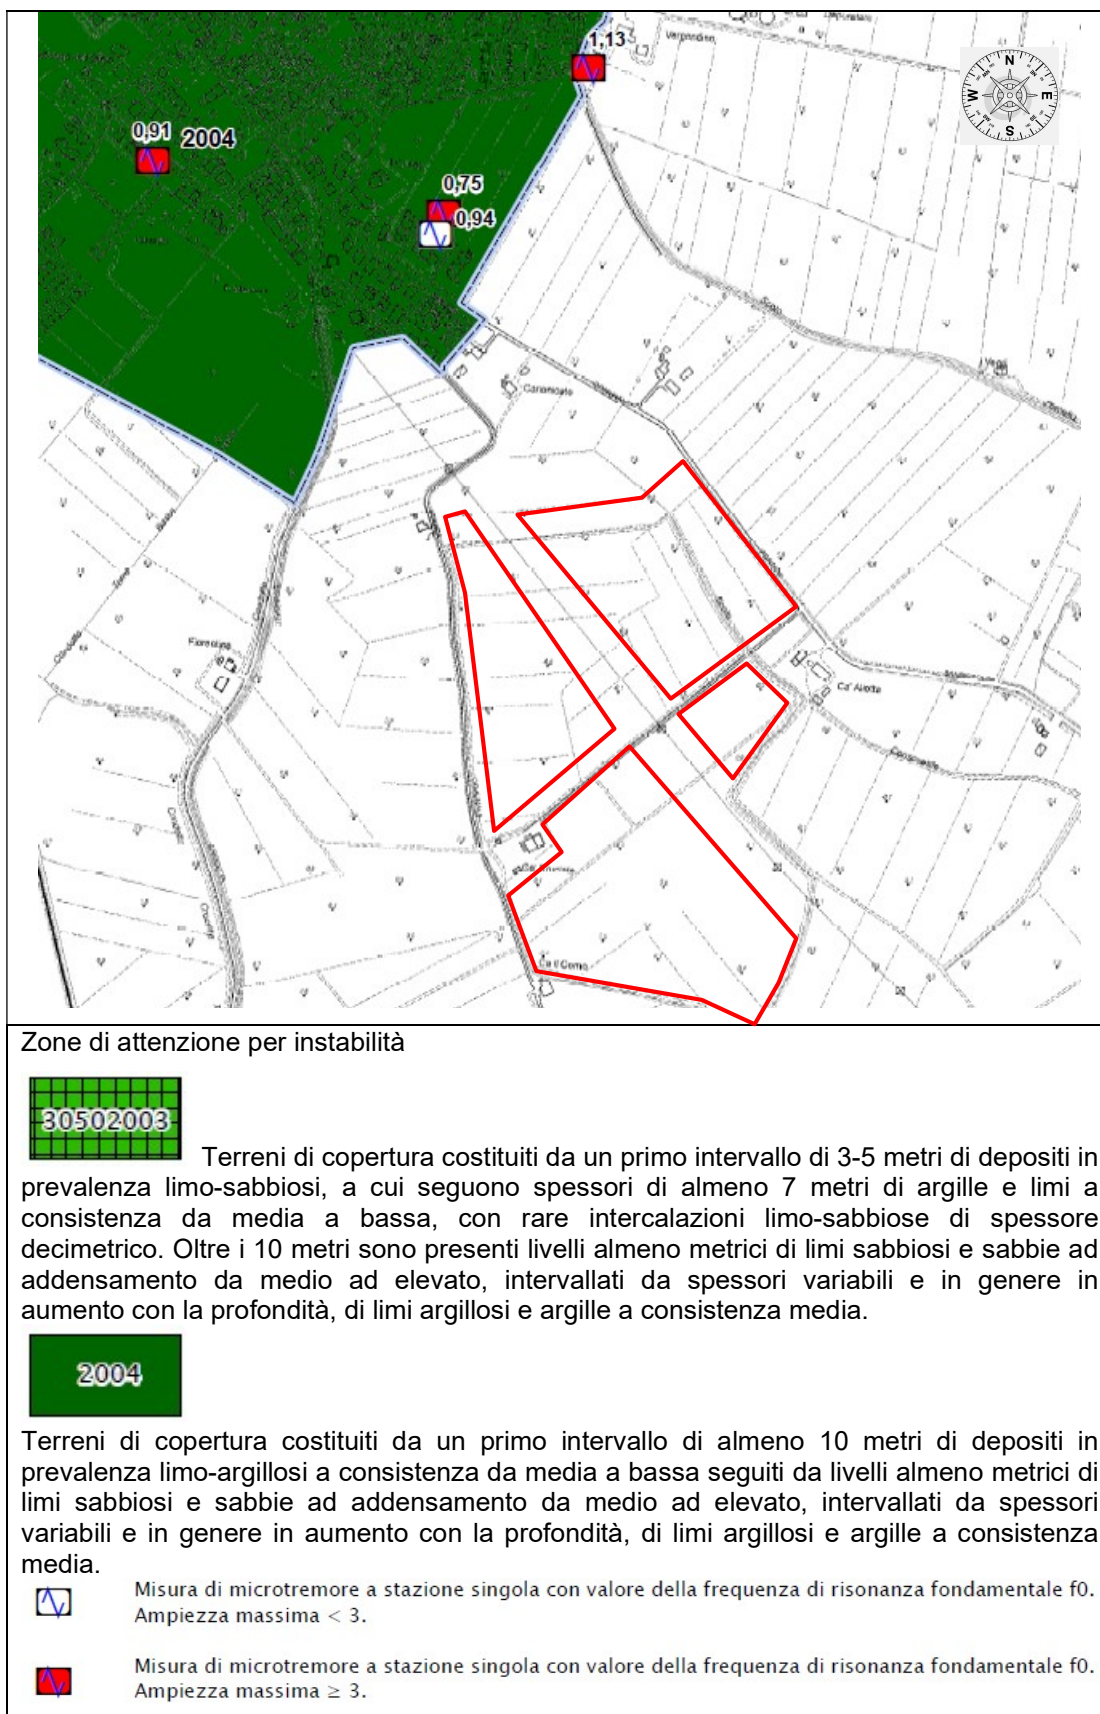 1,13
Vergondino
N
W
E
S
0,91 2004
0,75
0,94
Scolo
Canonicato
Fiorentina
Ca' Aletta
Ca' il Como
Zone di attenzione per instabilità
30502003
Terreni di copertura costituiti da un primo intervallo di 3-5 metri di depositi in
prevalenza limo-sabbiosi, a cui seguono spessori di almeno 7 metri di argille e limi a
consistenza da media a bassa, con rare intercalazioni limo-sabbiose di spessore
decimetrico. Oltre i 10 metri sono presenti livelli almeno metrici di limi sabbiosi e sabbie ad
addensamento da medio ad elevato, intervallati da spessori variabili e in genere in
aumento con la profondità, di limi argillosi e argille a consistenza media.
2004
Terreni di copertura costituiti da un primo intervallo di almeno 10 metri di depositi in
prevalenza limo-argillosi a consistenza da media a bassa seguiti da livelli almeno metrici di
limi sabbiosi e sabbie ad addensamento da medio ad elevato, intervallati da spessori
variabili e in genere in aumento con la profondità, di limi argillosi e argille a consistenza
media.
Misura di microtremore a stazione singola con valore della frequenza di risonanza fondamentale f0.
Ampiezza massima < 3.
Misura di microtremore a stazione singola con valore della frequenza di risonanza fondamentale f0.
Ampiezza massima ≥ 3.